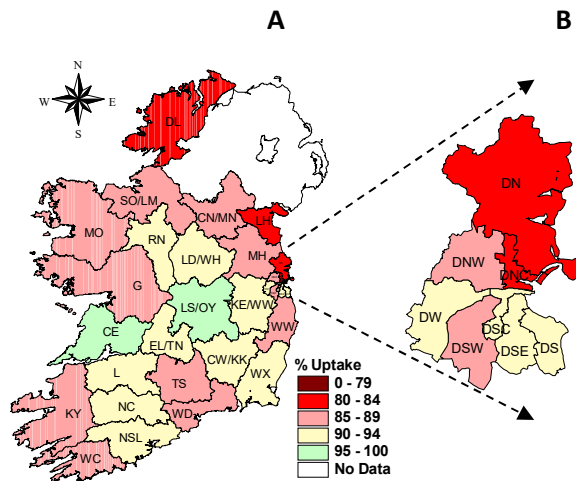 A
B
N
W E
S
DL
SO/LM
CN/MN
LH
MO
RN
LD/WH
MH
G
LS/OY
KE/WW
CE
WW
EL/TN
CW/KK
L
TS
WX
KY
NC
WD
NSL
WC
% Uptake
0 - 79
80 - 84
85 - 89
90 - 94
95 - 100
No Data
DN
DNW
DNC
DW
DSC
DSW
DSE
DS